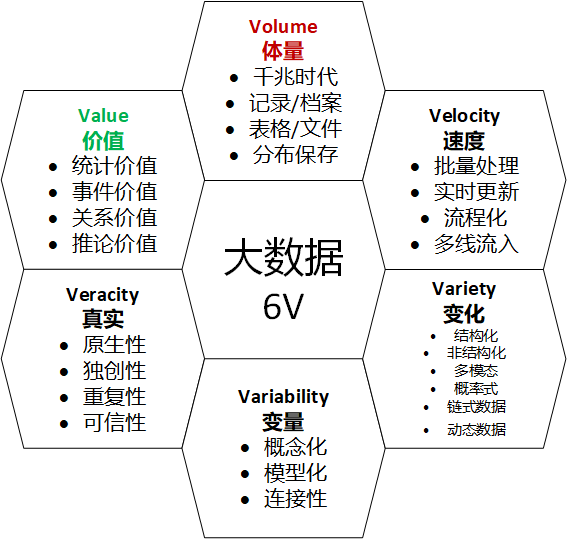 Volume
体量
• 千兆时代
• 记录/档案
• 表格/文件
• 分布保存
Value
价值
• 统计价值
• 事件价值
• 关系价值
• 推论价值
Velocity
速度
• 批量处理
• 实时更新
• 流程化
• 多线流入
大数据
6V
Veracity
真实
• 原生性
• 独创性
• 重复性
• 可信性
Variety
变化
• 结构化
• 非结构化
• 多模态
• 概率式
• 链式数据
• 动态数据
Variability
变量
• 概念化
• 模型化
• 连接性